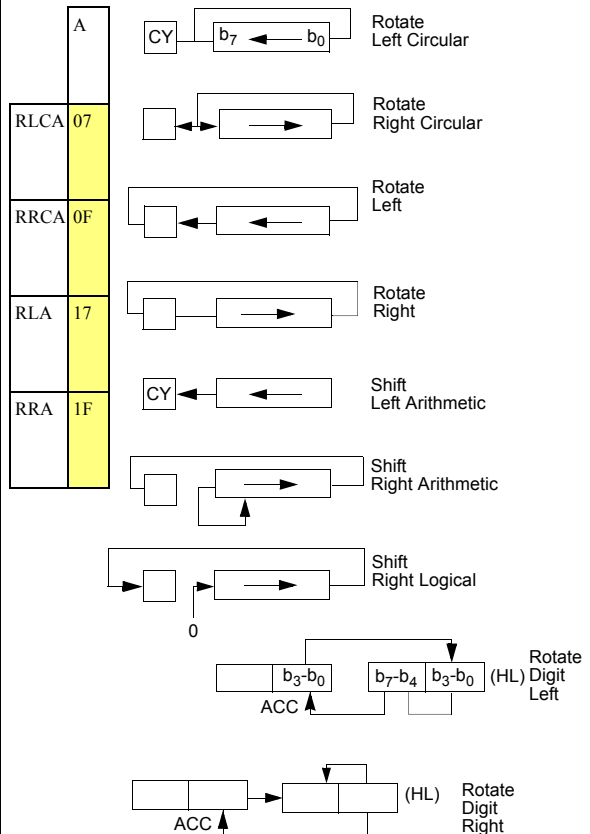 A
RLCA 07
RRCA 0F
RLA 17
RRA 1F
CY b7 b0
Rotate
Left Circular
Rotate
Right Circular
Rotate
Left
Rotate
Right
CY
Shift
Left Arithmetic
Shift
Right Arithmetic
Shift
Right Logical
0
b3-b0
ACC
b7-b4 b3-b0 (HL)
Rotate
Digit
Left
ACC
(HL)
Rotate
Digit
Right